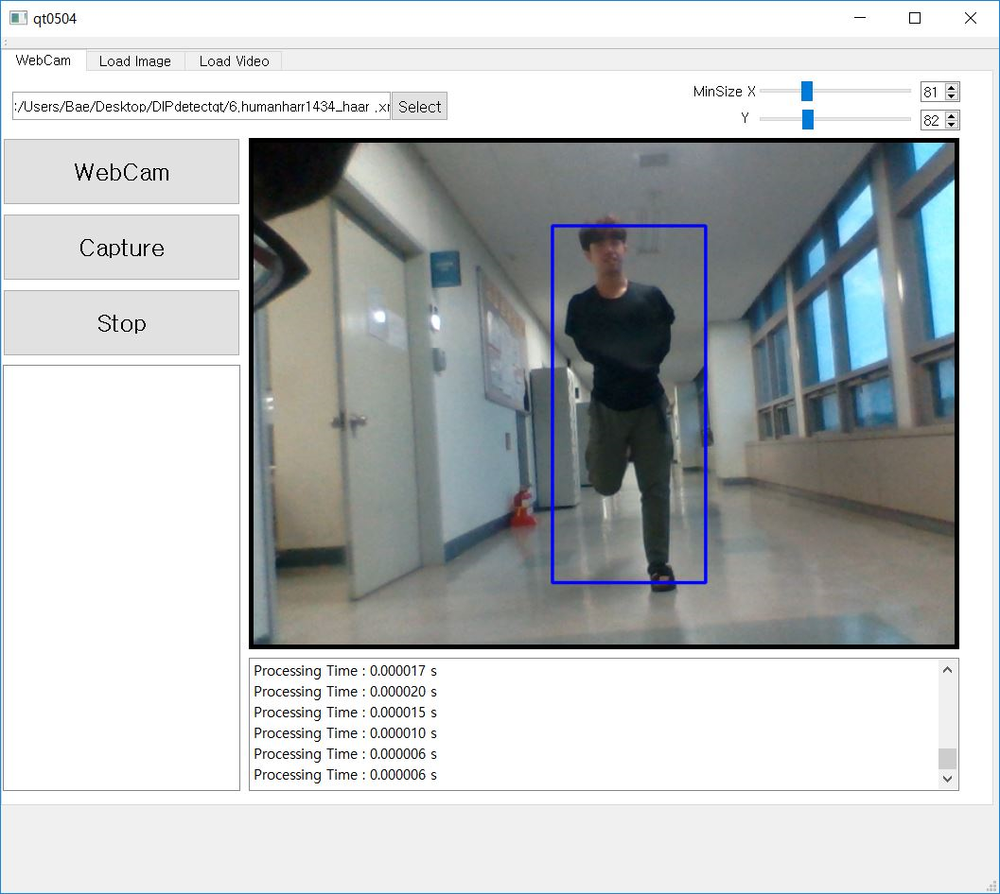 qt0504
WebCam Load Image Load Video
:/Users/Bae/Desktop/DIPdetectqt/6.humanharr1434_haar .xn Select
MinSize X 81
Y 82
WebCam
Capture
Stop
Processing Time : 0.000017 s
Processing Time : 0.000020 s
Processing Time : 0.000015 s
Processing Time : 0.000010 s
Processing Time : 0.000006 s
Processing Time : 0.000006 s